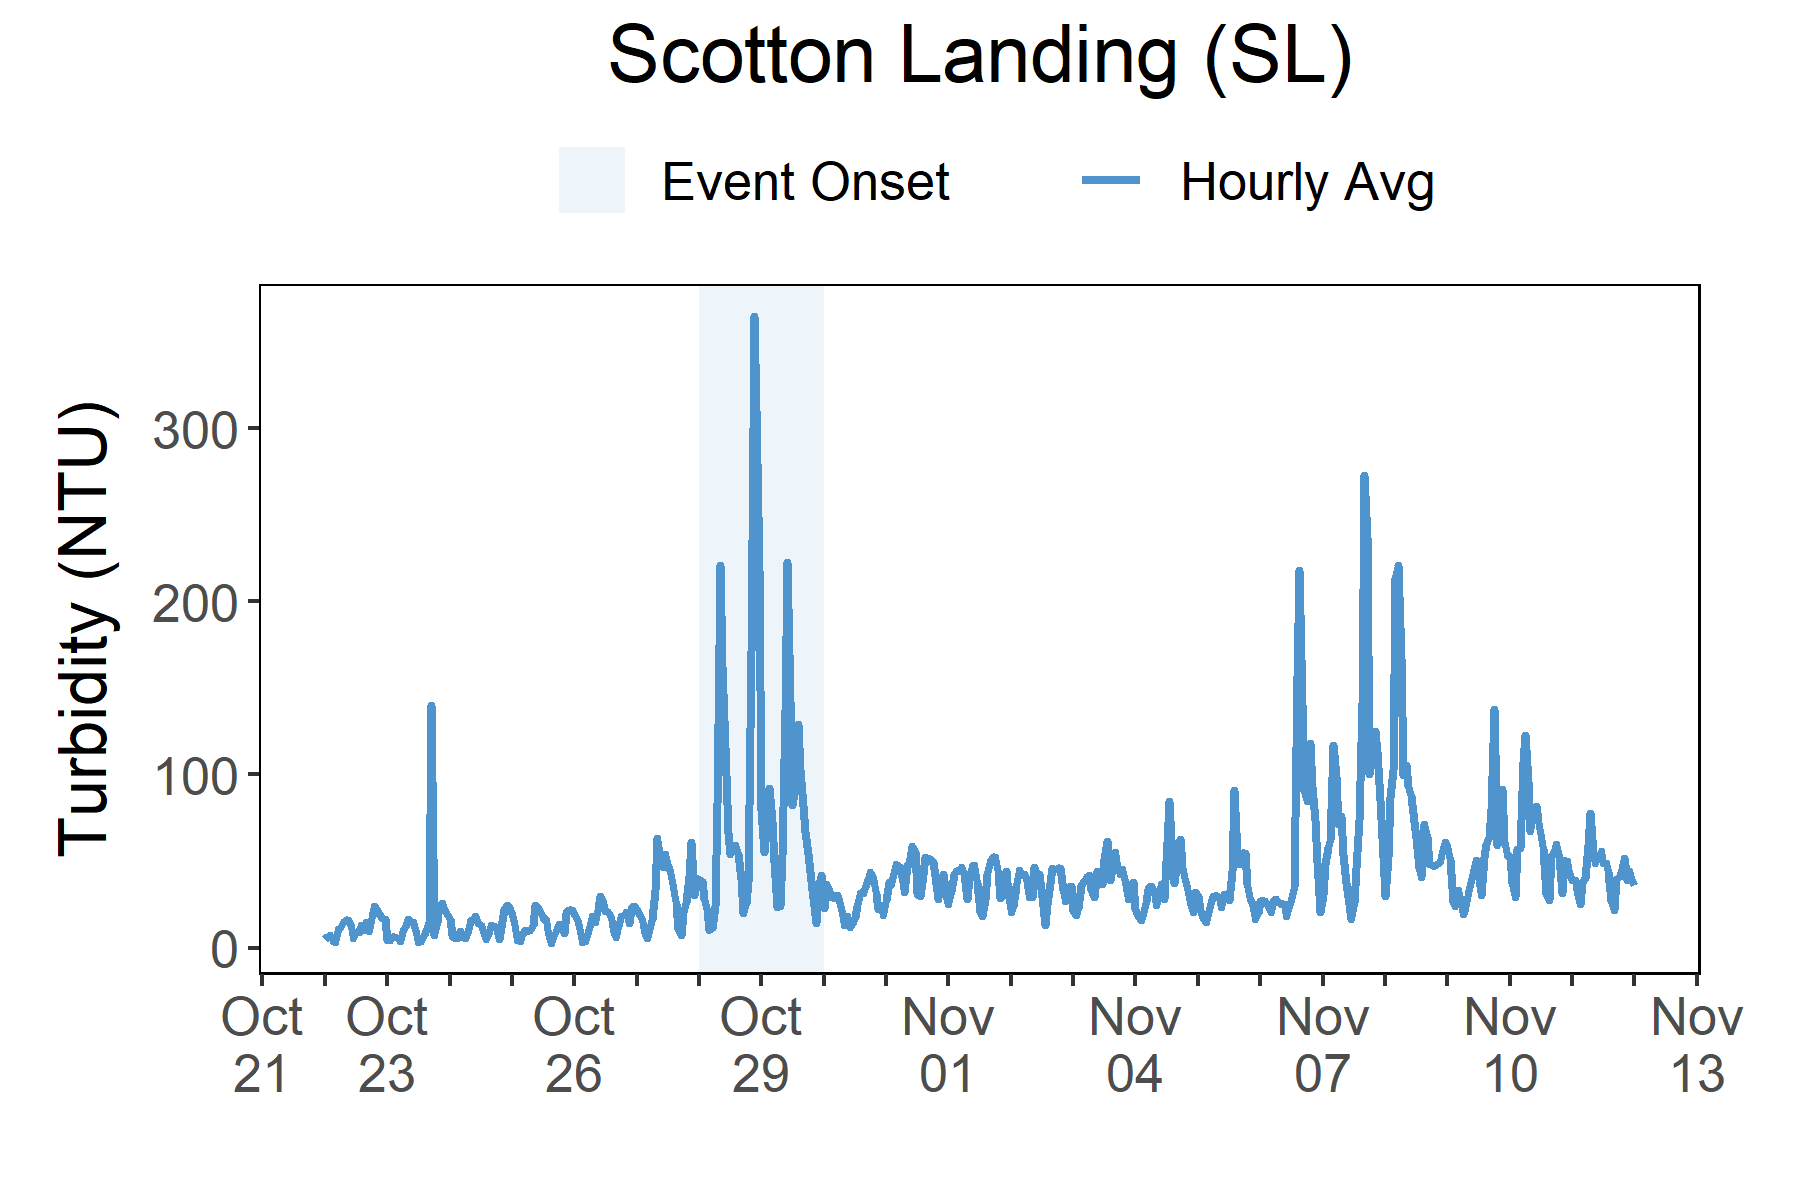 Scotton Landing (SL)
Event Onset Hourly Avg
Turbidity (NTU)
300
200
100
0
Oct Oct Oct Oct Nov Nov Nov Nov Nov
21 23 26 29 01 04 07 10 13